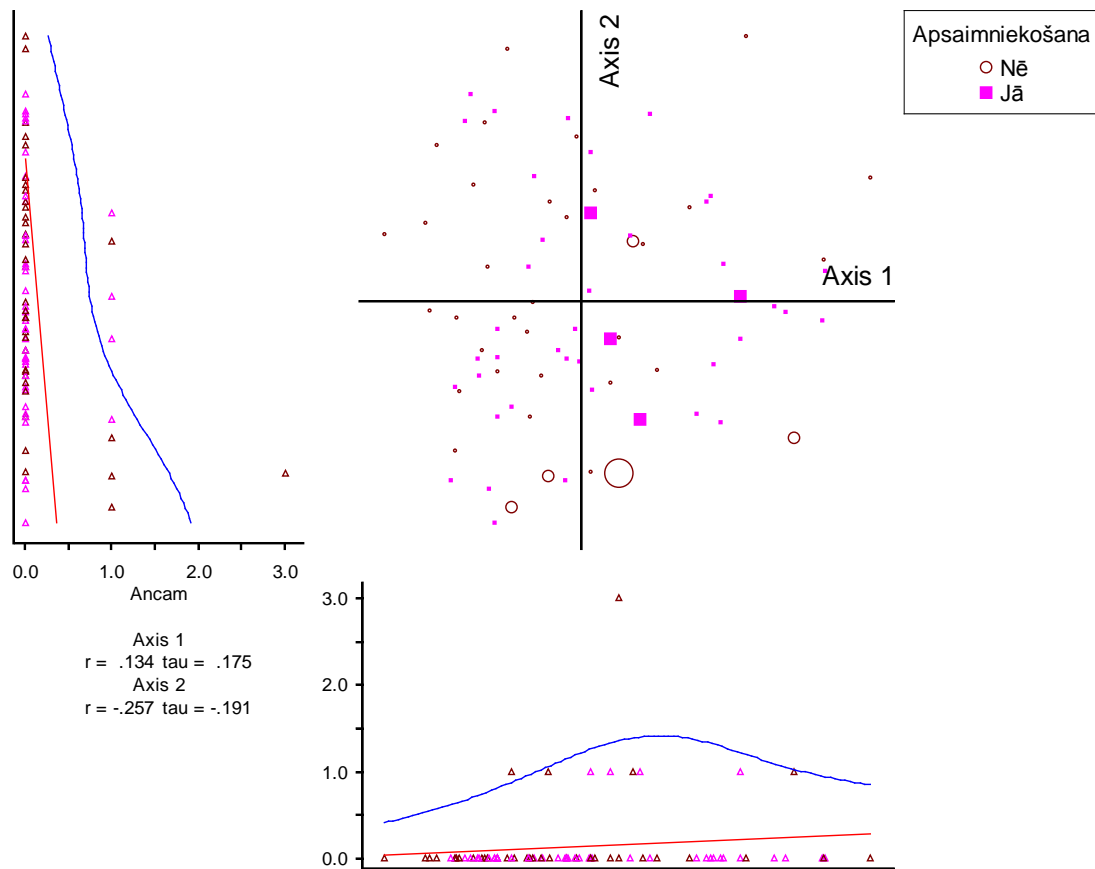 Axis 2
Axis 1
Apsaimniekošana
Nē
Jā
0.0
1.0
2.0
3.0
Ancam
Axis 1
r = .134 tau = .175
Axis 2
r = -.257 tau = -.191
3.0
2.0
1.0
0.0